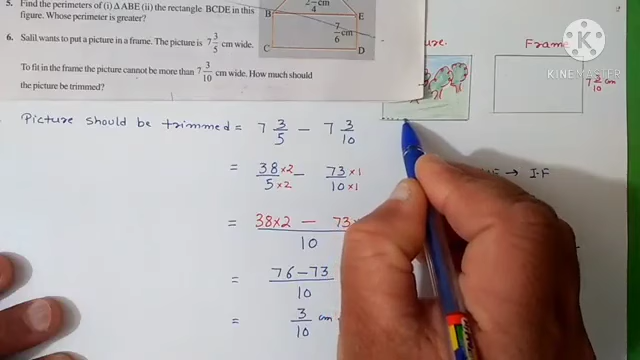 5. Find the perimeters of (i) ΔABE (ii) the rectangle BCDE in this
figure. Whose perimeter is greater?
2 /4 cm
B E
7/6 cm
C D
6. Salil wants to put a picture in a frame. The picture is 7 3/5 cm wide.
To fit in the frame the picture cannot be more than 7 3/10 cm wide. How much should
the picture be trimmed?
Frame
KINEMASTER
7 3/10 cm
Picture should be trimmed = 7 3/5 − 7 3/10
= 38×2/5×2 − 73×1/10×1
→ I.F
= 38×2 − 73×/10
= 76−73/10
= 3/10 cm